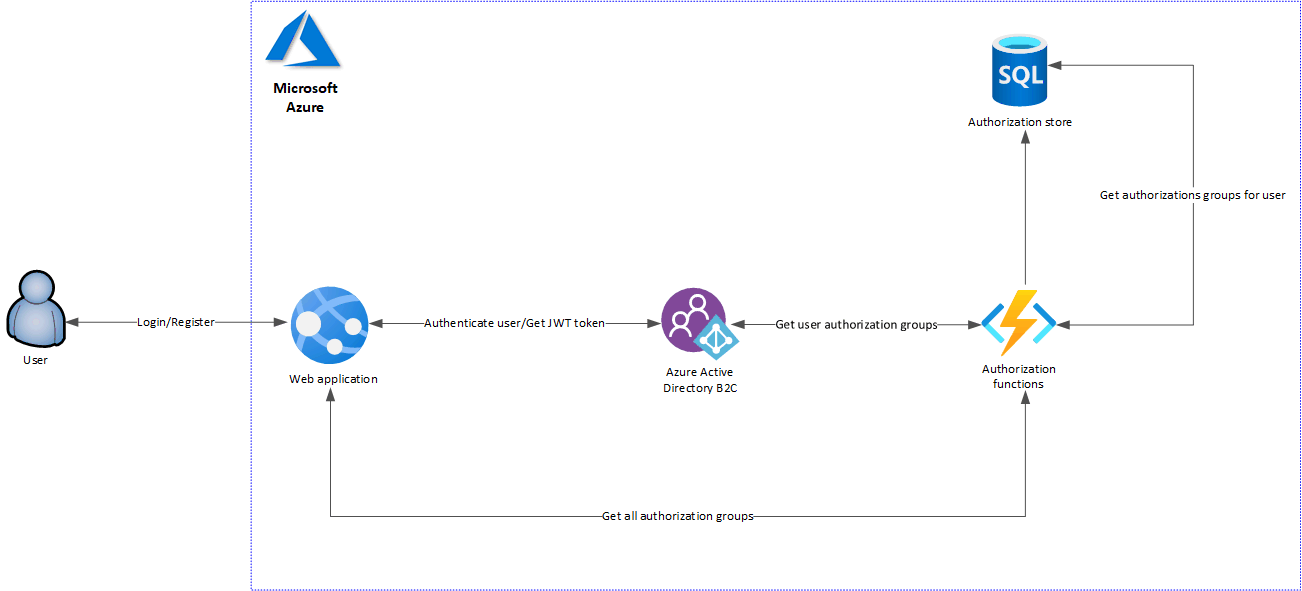 Microsoft
Azure
SQL
Authorization store
Get authorizations groups for user
Login/Register
Authenticate user/Get JWT token
Get user authorization groups
User
Web application
Azure Active
Directory B2C
Authorization
functions
Get all authorization groups